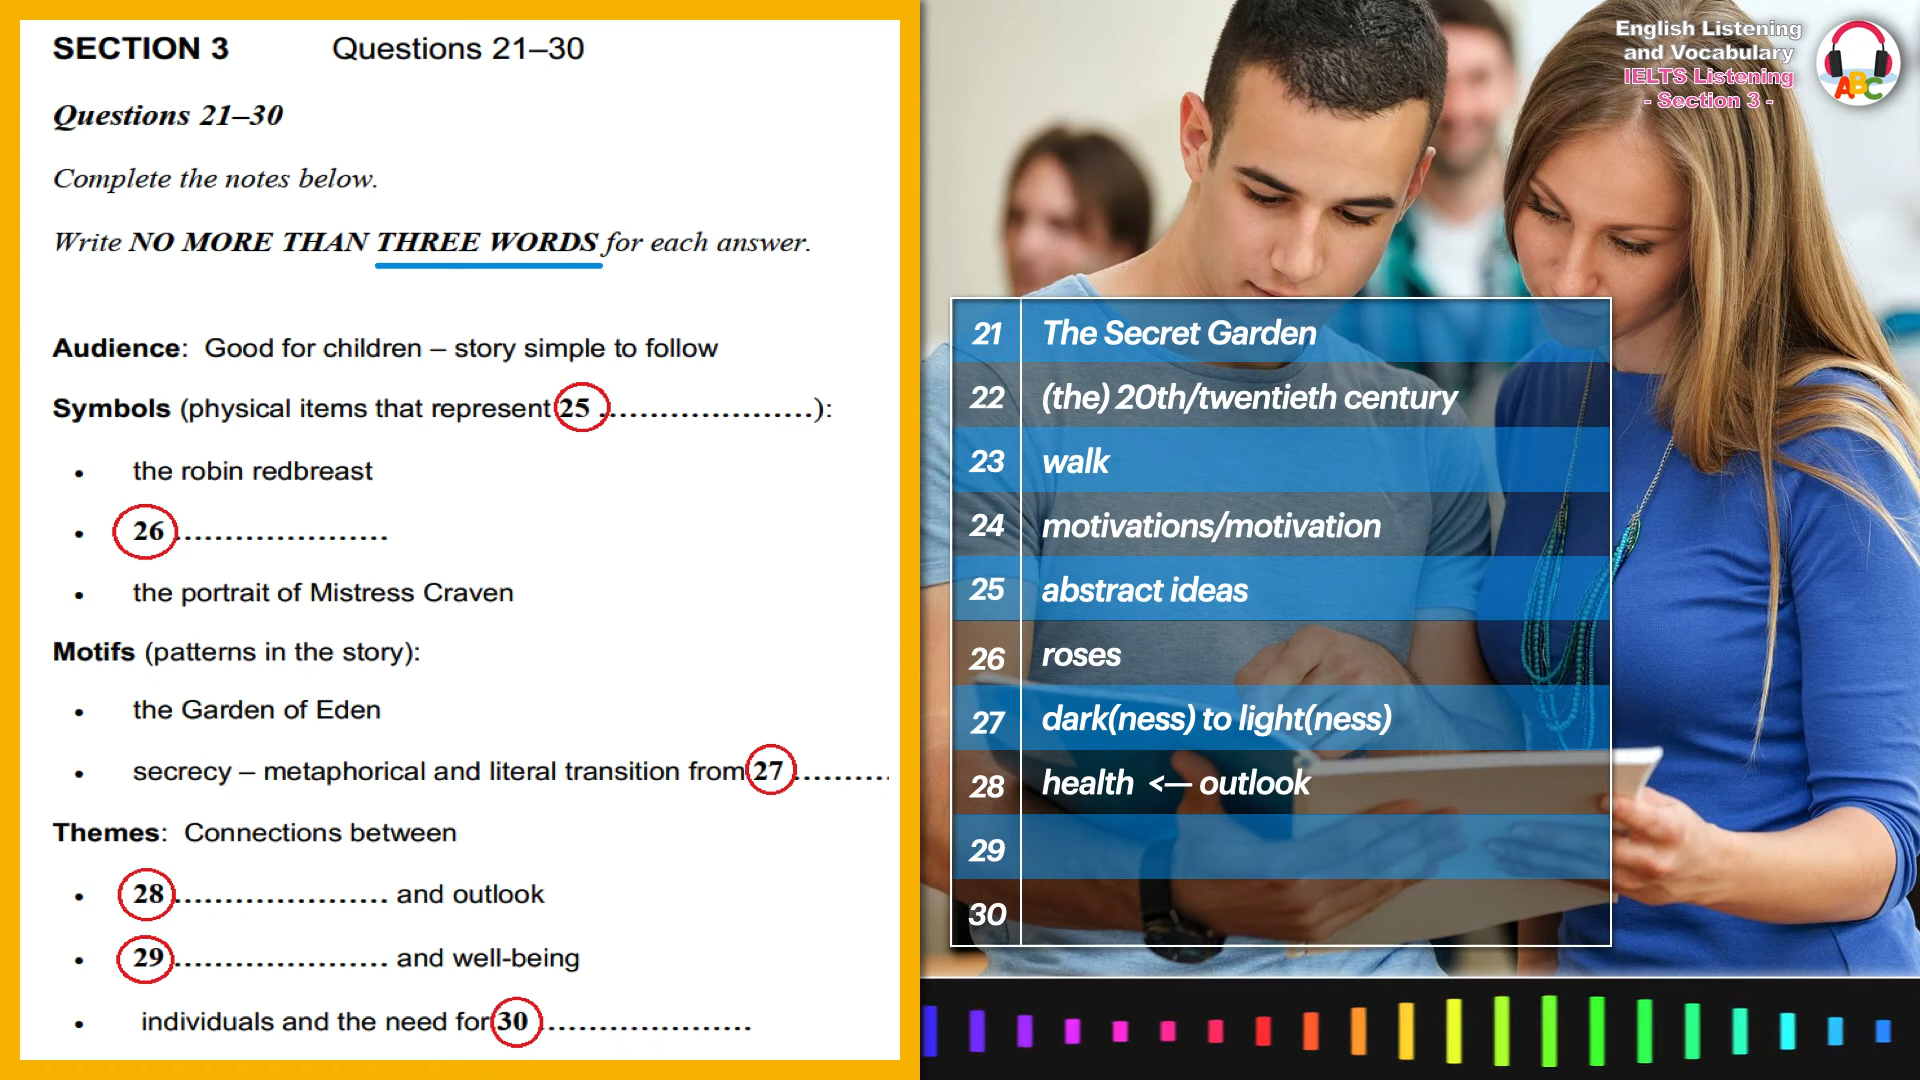 SECTION 3 Questions 21–30
Questions 21–30
Complete the notes below.
Write NO MORE THAN THREE WORDS for each answer.
Audience: Good for children – story simple to follow
Symbols (physical items that represent 25 ......................):
• the robin redbreast
• 26 .....................
• the portrait of Mistress Craven
Motifs (patterns in the story):
• the Garden of Eden
• secrecy – metaphorical and literal transition from 27 ..........
Themes: Connections between
• 28 ..................... and outlook
• 29 ..................... and well-being
• individuals and the need for 30 .....................
English Listening
and Vocabulary
IELTS Listening
- Section 3 -
ABC
21 The Secret Garden
22 (the) 20th/twentieth century
23 walk
24 motivations/motivation
25 abstract ideas
26 roses
27 dark(ness) to light(ness)
28 health <— outlook
29
30